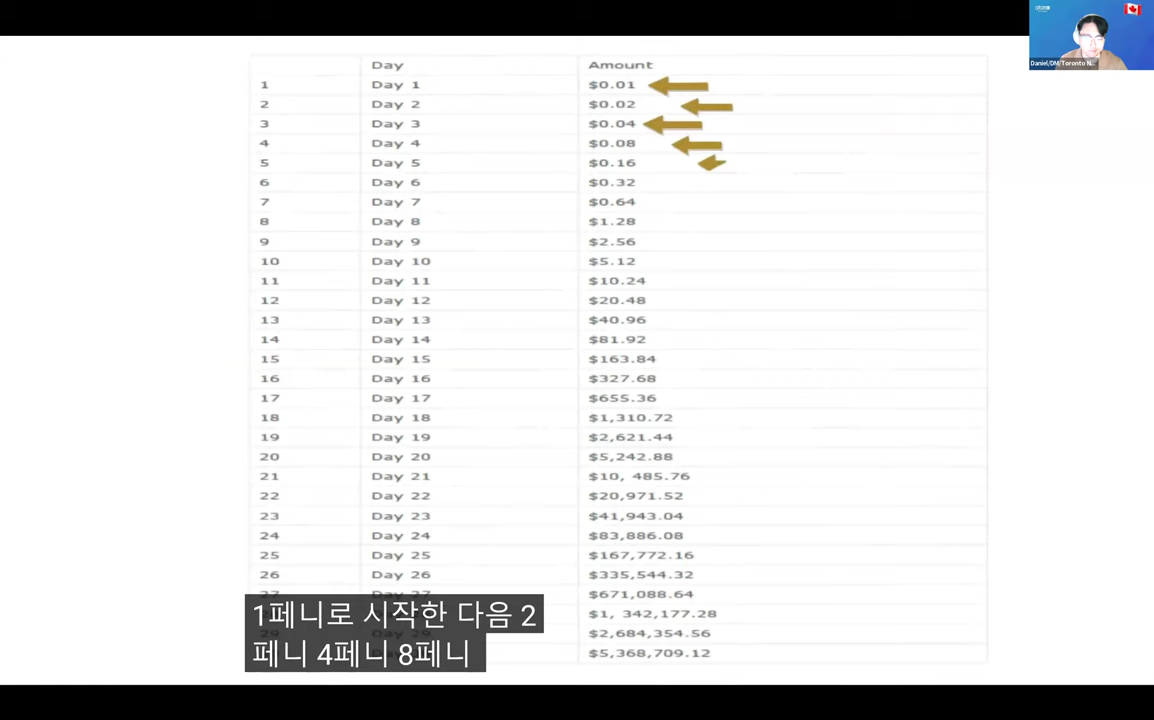 Daniel/DM/Toronto N...
Day Amount
1 Day 1 $0.01
2 Day 2 $0.02
3 Day 3 $0.04
4 Day 4 $0.08
5 Day 5 $0.16
6 Day 6 $0.32
7 Day 7 $0.64
8 Day 8 $1.28
9 Day 9 $2.56
10 Day 10 $5.12
11 Day 11 $10.24
12 Day 12 $20.48
13 Day 13 $40.96
14 Day 14 $81.92
15 Day 15 $163.84
16 Day 16 $327.68
17 Day 17 $655.36
18 Day 18 $1,310.72
19 Day 19 $2,621.44
20 Day 20 $5,242.88
21 Day 21 $10, 485.76
22 Day 22 $20,971.52
23 Day 23 $41,943.04
24 Day 24 $83,886.08
25 Day 25 $167,772.16
26 Day 26 $335,544.32
27 Day 27 $671,088.64
$1, 342,177.28
29 Day 29 $2,684,354.56
$5,368,709.12
1페니로 시작한 다음 2
페니 4페니 8페니